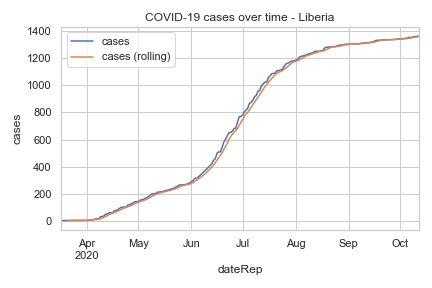 COVID-19 cases over time - Liberia
cases
cases (rolling)
1400
1200
1000
800
600
400
200
0
cases
Apr
2020
May
Jun
Jul
Aug
Sep
Oct
dateRep